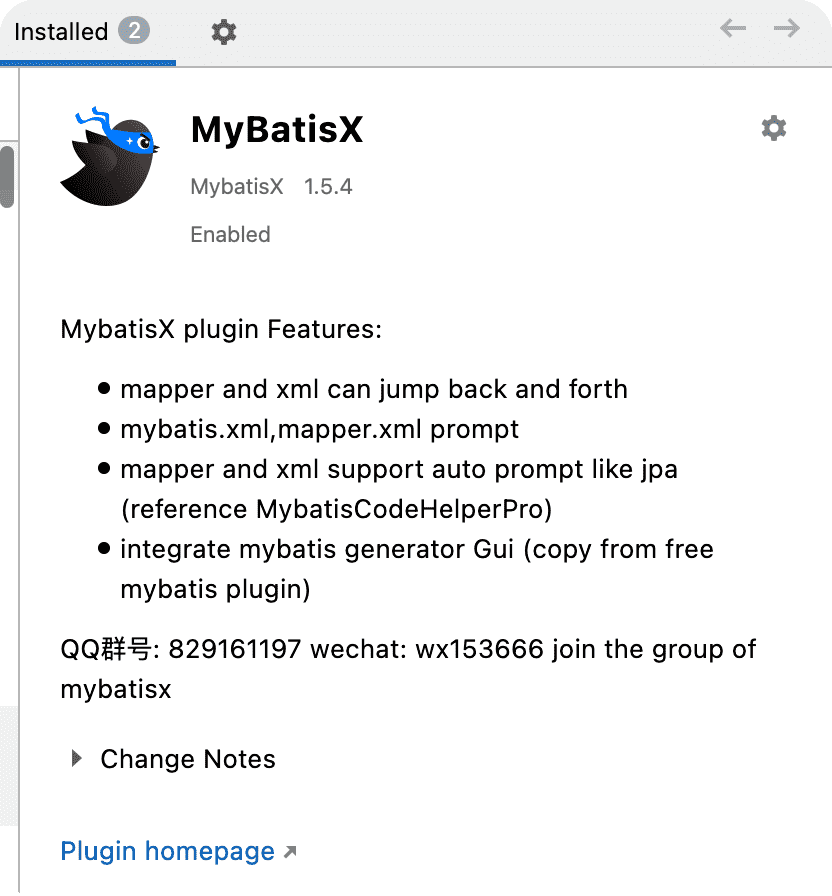 Installed 2
MyBatisX
MybatisX 1.5.4
Enabled
MybatisX plugin Features:
mapper and xml can jump back and forth
mybatis.xml,mapper.xml prompt
mapper and xml support auto prompt like jpa
(reference MybatisCodeHelperPro)
integrate mybatis generator Gui (copy from free
mybatis plugin)
QQ群号: 829161197 wechat: wx153666 join the group of
mybatisx
Change Notes
Plugin homepage